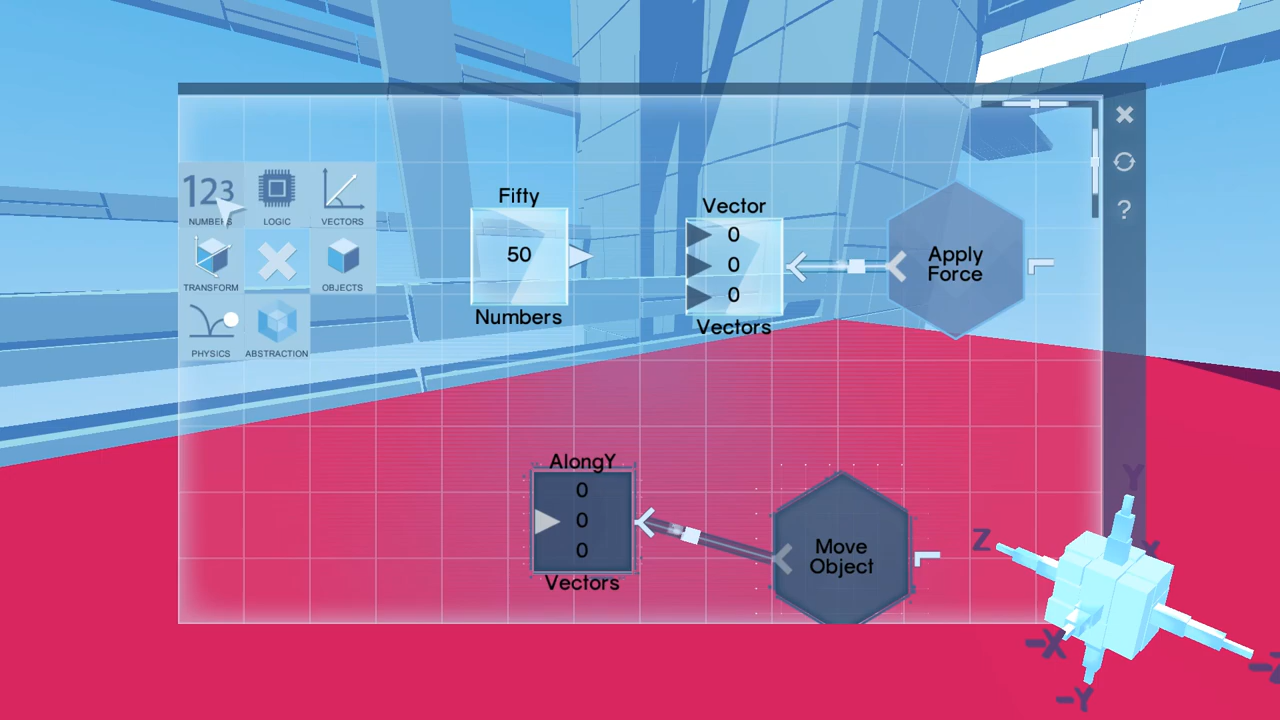 123
NUMBERS
LOGIC
VECTORS
TRANSFORM
OBJECTS
PHYSICS
ABSTRACTION
Fifty
50
Numbers
Vector
0
0
0
Vectors
Apply
Force
?
AlongY
0
0
0
Vectors
Move
Object
Y
Z
X
-X
-Z
-Y